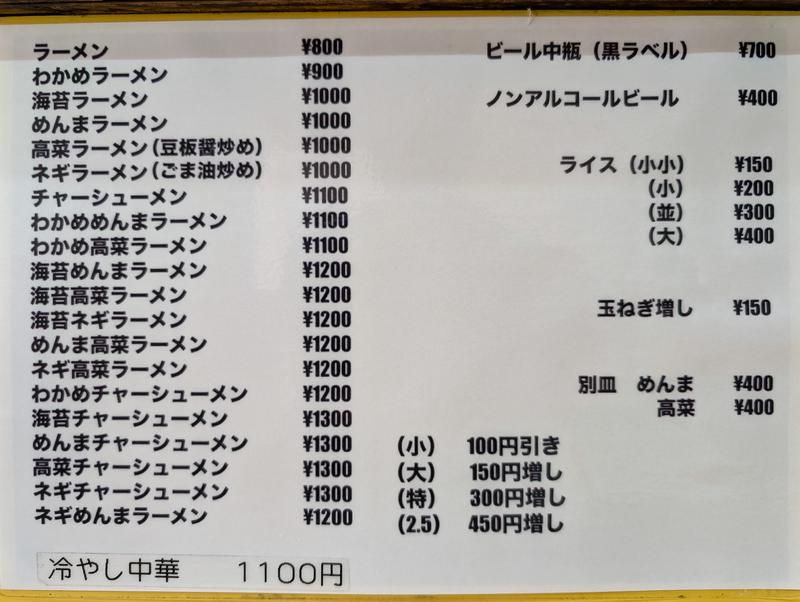 ラーメン ¥800
わかめラーメン ¥900
海苔ラーメン ¥1000
めんまラーメン ¥1000
高菜ラーメン(豆板醤炒め) ¥1000
ネギラーメン(ごま油炒め) ¥1000
チャーシューメン ¥1100
わかめめんまラーメン ¥1100
わかめ高菜ラーメン ¥1100
海苔めんまラーメン ¥1200
海苔高菜ラーメン ¥1200
海苔ネギラーメン ¥1200
めんま高菜ラーメン ¥1200
ネギ高菜ラーメン ¥1200
わかめチャーシューメン ¥1200
海苔チャーシューメン ¥1300
めんまチャーシューメン ¥1300
高菜チャーシューメン ¥1300
ネギチャーシューメン ¥1300
ネギめんまラーメン ¥1200
冷やし中華 1100円
ビール中瓶(黒ラベル) ¥700
ノンアルコールビール ¥400
ライス(小小) ¥150
(小) ¥200
(並) ¥300
(大) ¥400
玉ねぎ増し ¥150
別皿 めんま ¥400
高菜 ¥400
(小) 100円引き
(大) 150円増し
(特) 300円増し
(2.5) 450円増し